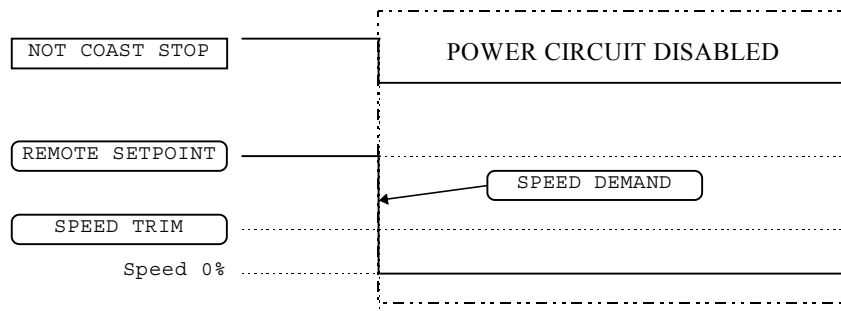 NOT COAST STOP
POWER CIRCUIT DISABLED
REMOTE SETPOINT
SPEED DEMAND
SPEED TRIM
Speed 0%